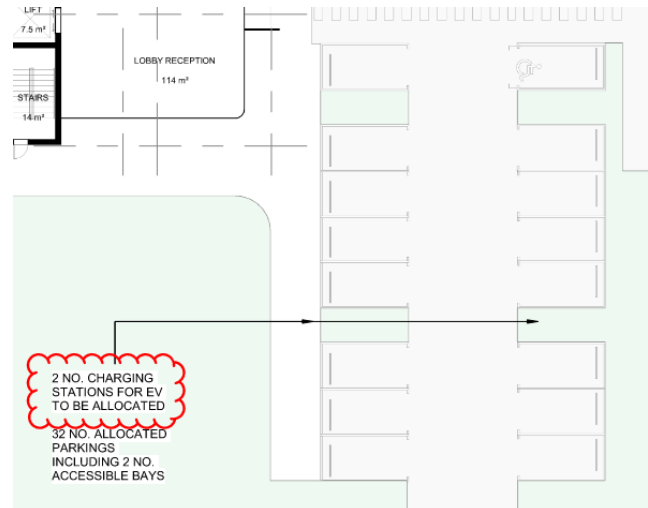 LIFT
7.5 m²
LOBBY RECEPTION
114 m²
STAIRS
14 m²
2 NO. CHARGING
STATIONS FOR EV
TO BE ALLOCATED
32 NO. ALLOCATED
PARKINGS
INCLUDING 2 NO.
ACCESSIBLE BAYS